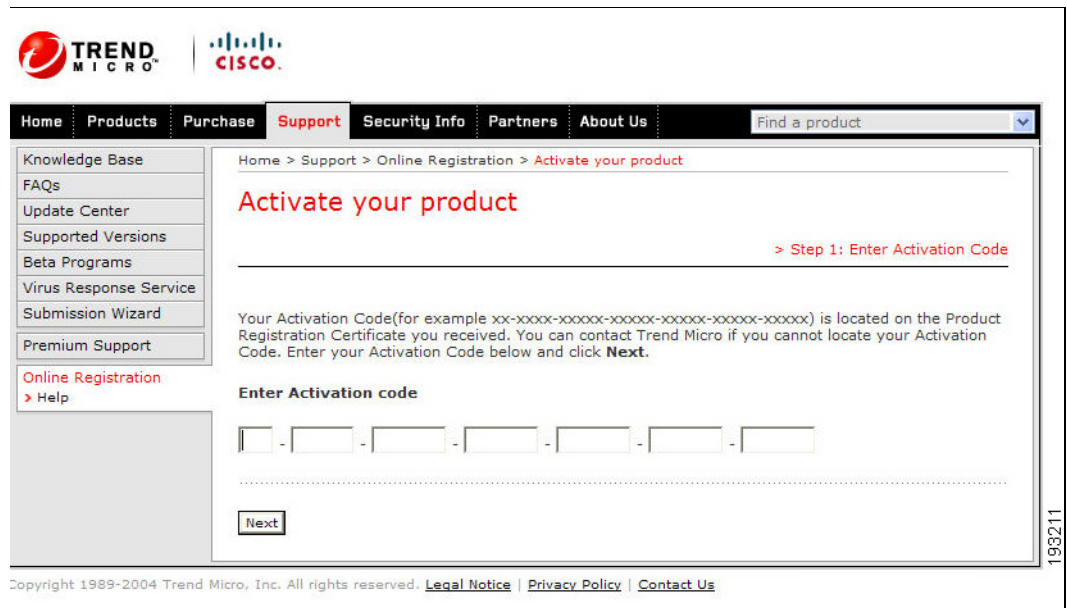 TREND
MICRO™
CISCO.
Home Products Purchase Support Security Info Partners About Us Find a product
Knowledge Base
FAQs
Update Center
Supported Versions
Beta Programs
Virus Response Service
Submission Wizard
Premium Support
Online Registration
> Help
Home > Support > Online Registration > Activate your product
Activate your product
> Step 1: Enter Activation Code
Your Activation Code(for example xx-xxxx-xxxxx-xxxxx-xxxxx-xxxxx-xxxxx) is located on the Product
Registration Certificate you received. You can contact Trend Micro if you cannot locate your Activation
Code. Enter your Activation Code below and click Next.
Enter Activation code
- - - - - -
Next
193211
Copyright 1989-2004 Trend Micro, Inc. All rights reserved. Legal Notice | Privacy Policy | Contact Us